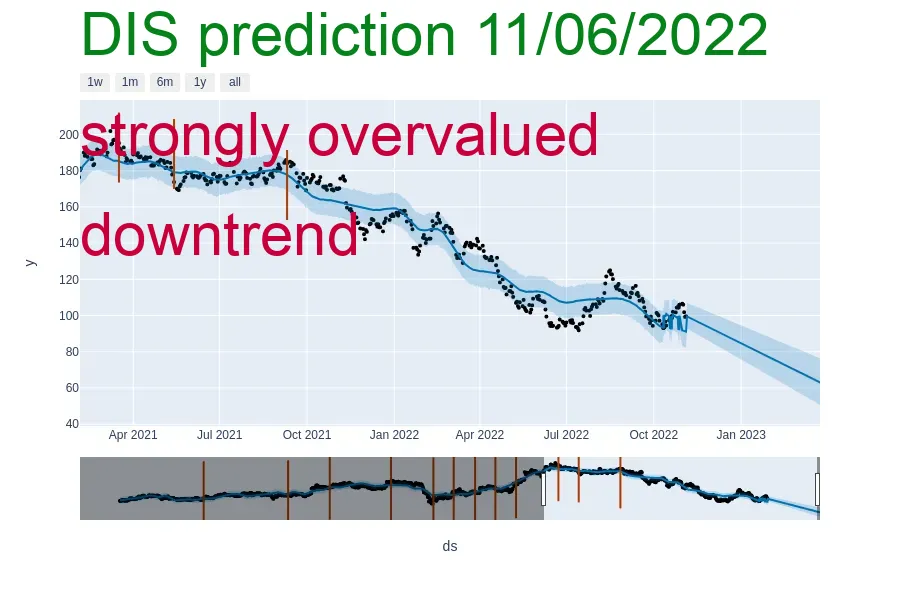 DIS prediction 11/06/2022
1w 1m 6m 1y all
strongly overvalued
downtrend
200
180
160
140
120
100
80
60
40
y
Apr 2021 Jul 2021 Oct 2021 Jan 2022 Apr 2022 Jul 2022 Oct 2022 Jan 2023
ds